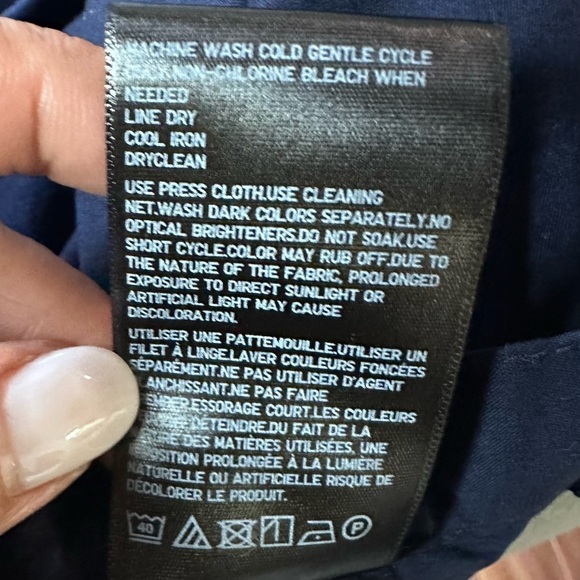 MACHINE WASH COLD GENTLE CYCLE
ONLY NON-CHLORINE BLEACH WHEN
NEEDED
LINE DRY
COOL IRON
DRYCLEAN
USE PRESS CLOTH.USE CLEANING
NET.WASH DARK COLORS SEPARATELY.NO
OPTICAL BRIGHTENERS.DO NOT SOAK.USE
SHORT CYCLE.COLOR MAY RUB OFF.DUE TO
THE NATURE OF THE FABRIC, PROLONGED
EXPOSURE TO DIRECT SUNLIGHT OR
ARTIFICIAL LIGHT MAY CAUSE
DISCOLORATION.
UTILISER UNE PATTEMOUILLE.UTILISER UN
FILET À LINGE.LAVER COULEURS FONCÉES
SÉPARÉMENT.NE PAS UTILISER D'AGENT
BLANCHISSANT.NE PAS FAIRE
ESSORAGE COURT.LES COULEURS
DÉTEINDRE.DU FAIT DE LA
DES MATIÈRES UTILISÉES, UNE
EXPOSITION PROLONGÉE À LA LUMIÈRE
NATURELLE OU ARTIFICIELLE RISQUE DE
DÉCOLORER LE PRODUIT.
40 P